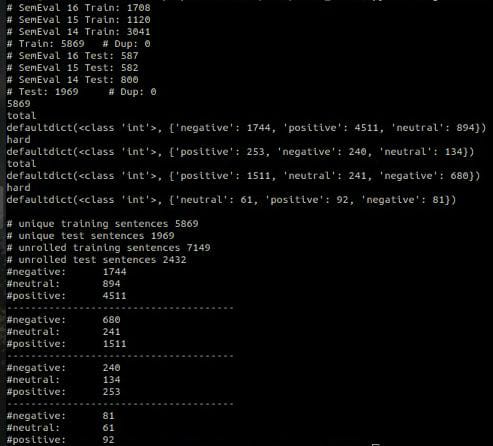 # SemEval 16 Train: 1708
# SemEval 15 Train: 1120
# SemEval 14 Train: 3041
# Train: 5869   # Dup: 0
# SemEval 16 Test: 587
# SemEval 15 Test: 582
# SemEval 14 Test: 800
# Test: 1969     # Dup: 0
5869
total
defaultdict(<class 'int'>, {'negative': 1744, 'positive': 4511, 'neutral': 894})
hard
defaultdict(<class 'int'>, {'positive': 253, 'negative': 240, 'neutral': 134})
total
defaultdict(<class 'int'>, {'positive': 1511, 'neutral': 241, 'negative': 680})
hard
defaultdict(<class 'int'>, {'neutral': 61, 'positive': 92, 'negative': 81})
# unique training sentences 5869
# unique test sentences 1969
# unrolled training sentences 7149
# unrolled test sentences 2432
#negative:       1744
#neutral:        894
#positive:       4511
------------------------------------
#negative:       680
#neutral:        241
#positive:       1511
------------------------------------
#negative:       240
#neutral:        134
#positive:       253
------------------------------------
#negative:       81
#neutral:        61
#positive:       92